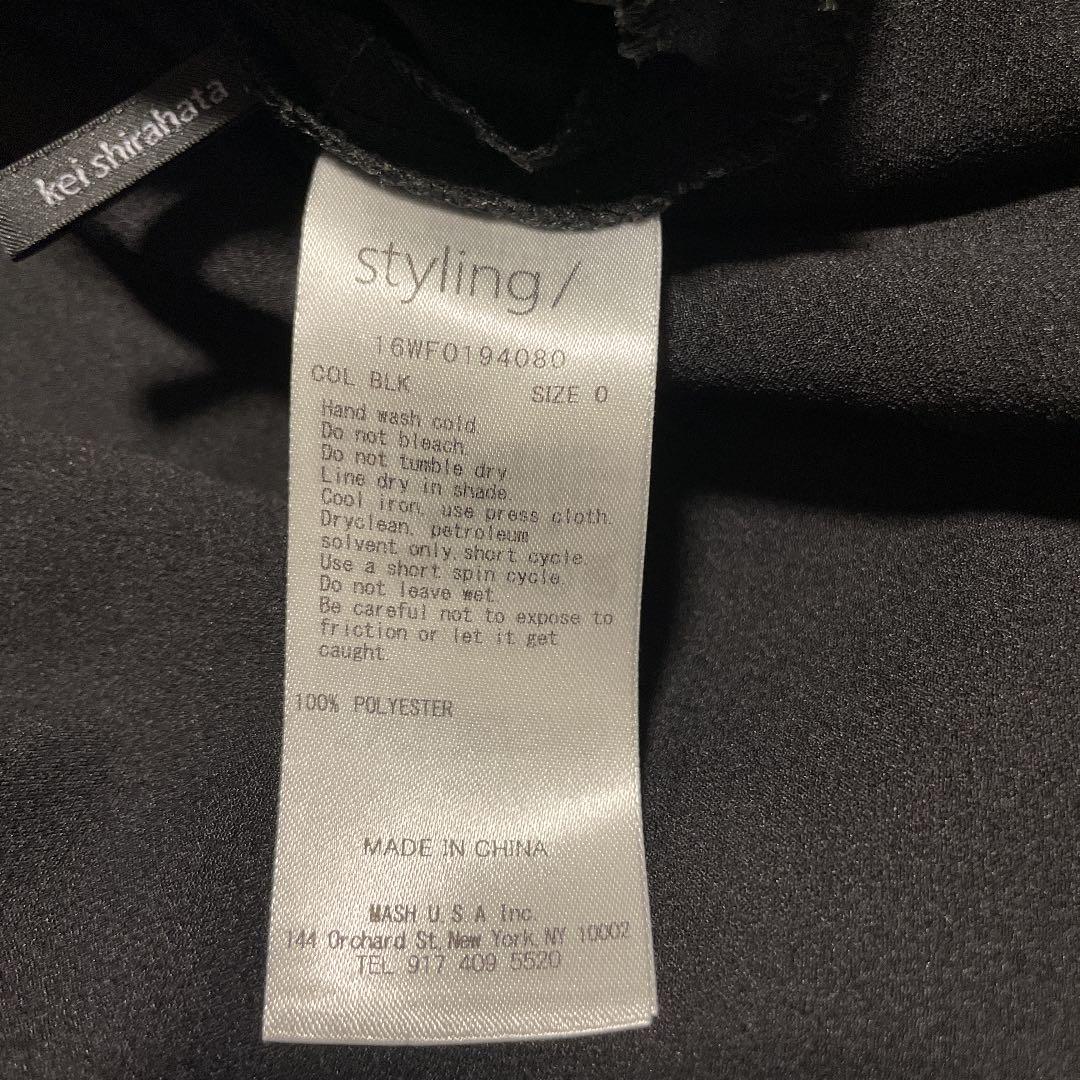 kei shirahata
styling/
16WF0194080
COL BLK SIZE 0
Hand wash cold
Do not bleach
Do not tumble dry
Line dry in shade
Cool iron, use press cloth.
Dryclean, petroleum
solvent only short cycle
Use a short spin cycle
Do not leave wet
Be careful not to expose to
friction or let it get
caught.
100% POLYESTER
MADE IN CHINA
MASH U S A Inc.
144 Orchard St, New York, NY 10002
TEL 917 409 5520